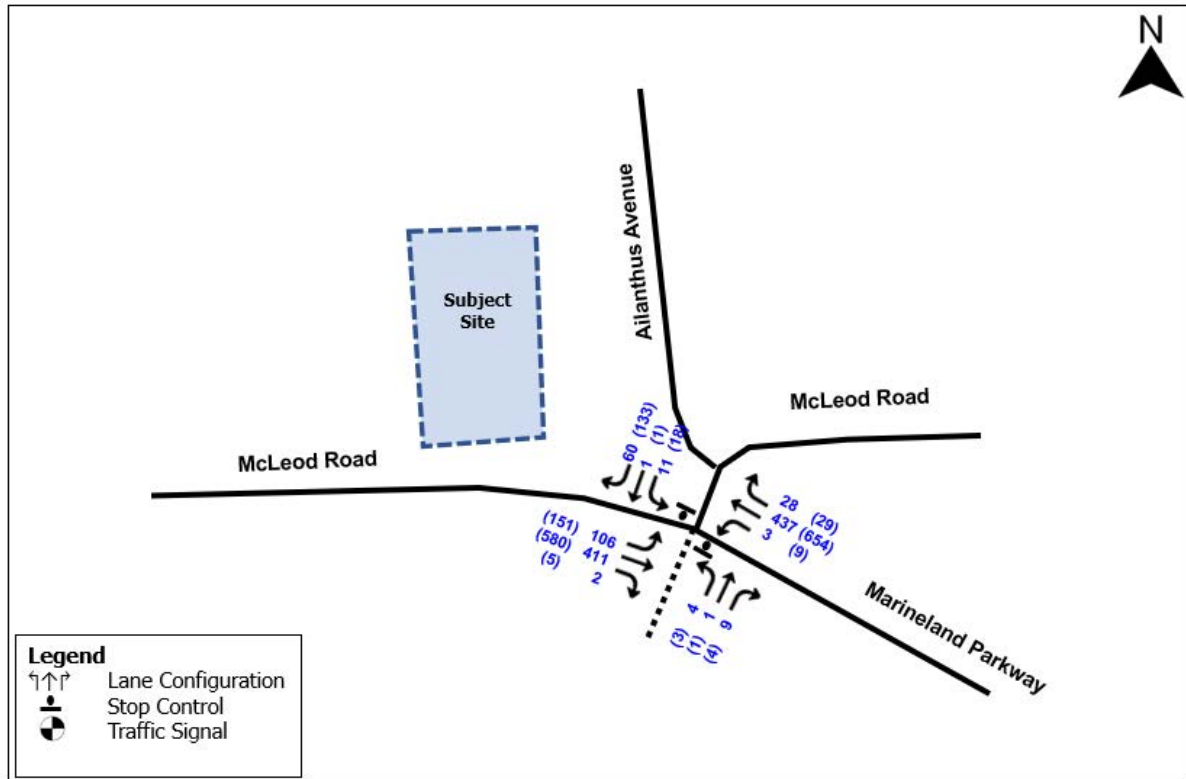 N
Ailanthus Avenue
Subject
Site
McLeod Road
McLeod Road
60 (133)
1 (1)
11 (18)
28 (29)
437 (654)
3 (9)
(151) 106
(580) 411
(5) 2
4 (3)
1 (1)
9 (4)
Marineland Parkway
Legend
Lane Configuration
Stop Control
Traffic Signal